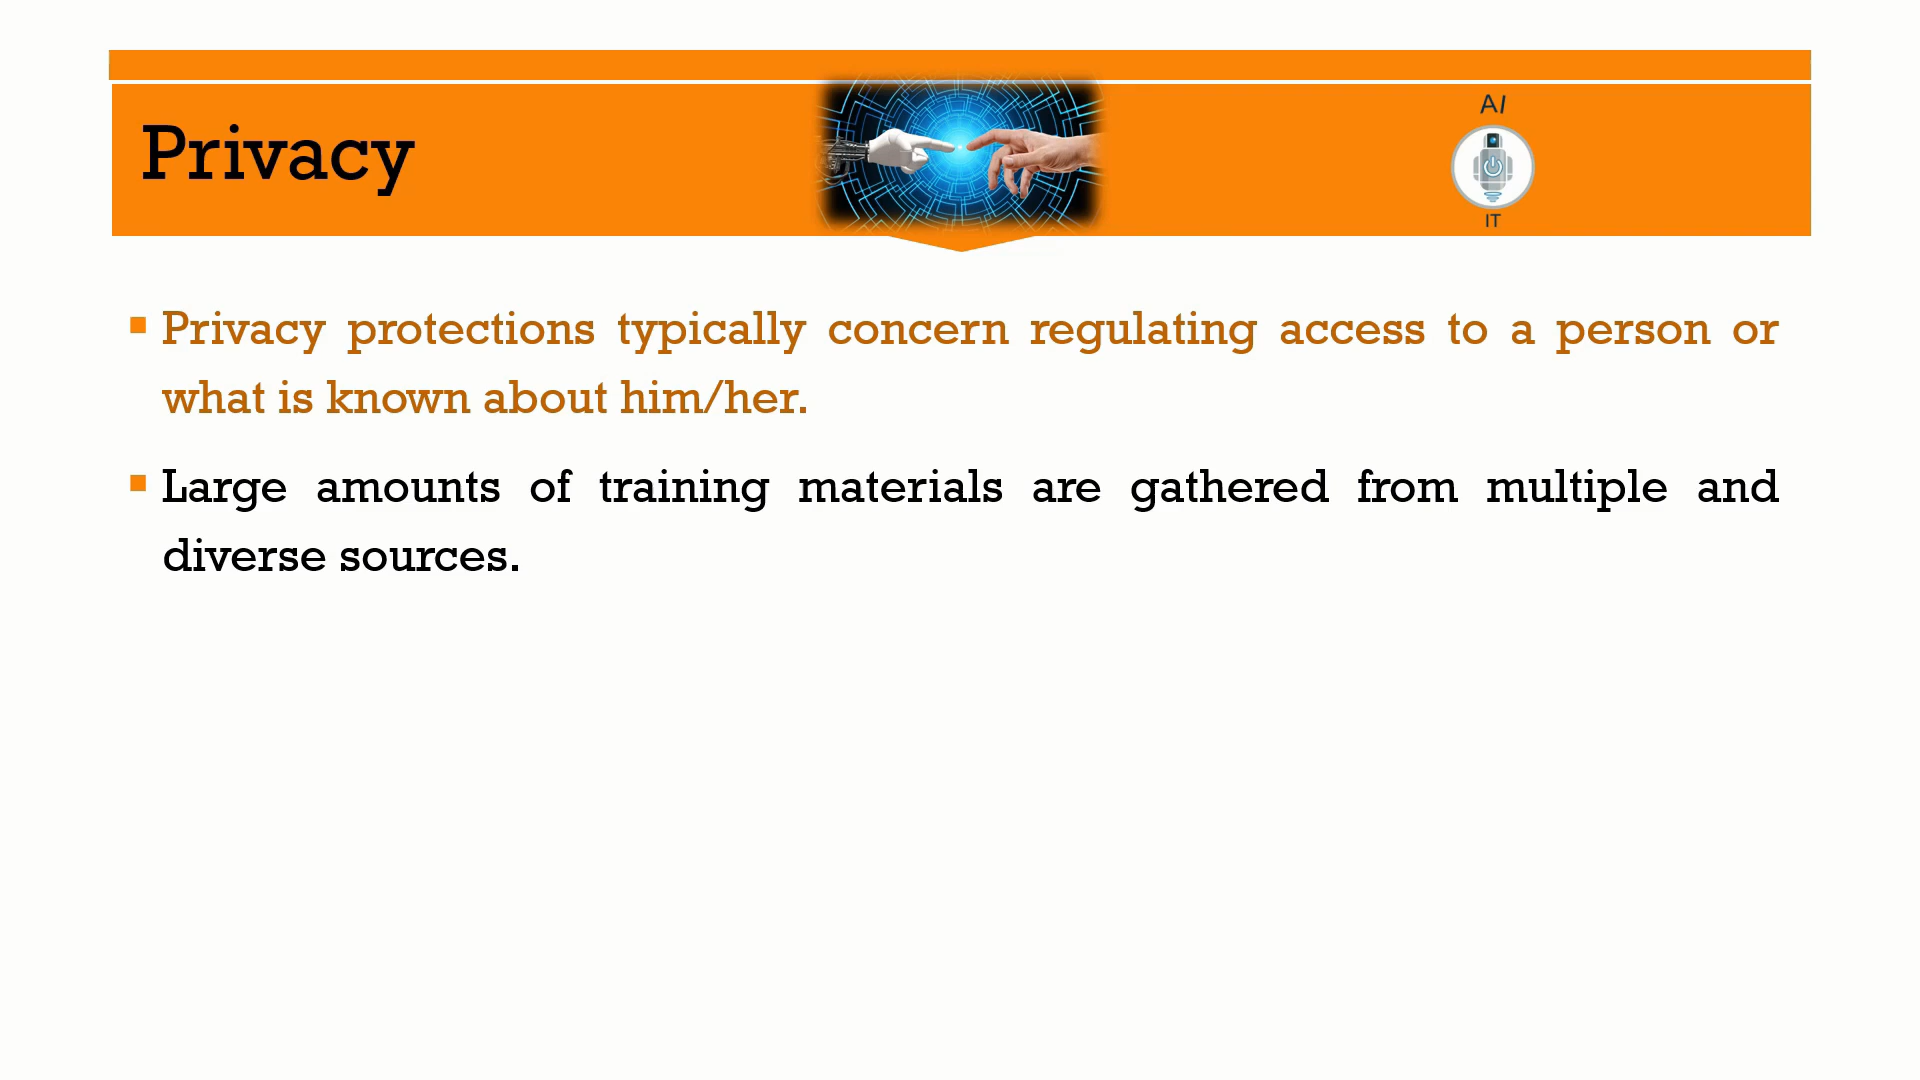 Privacy
AI
IT
Privacy protections typically concern regulating access to a person or
what is known about him/her.
Large amounts of training materials are gathered from multiple and
diverse sources.